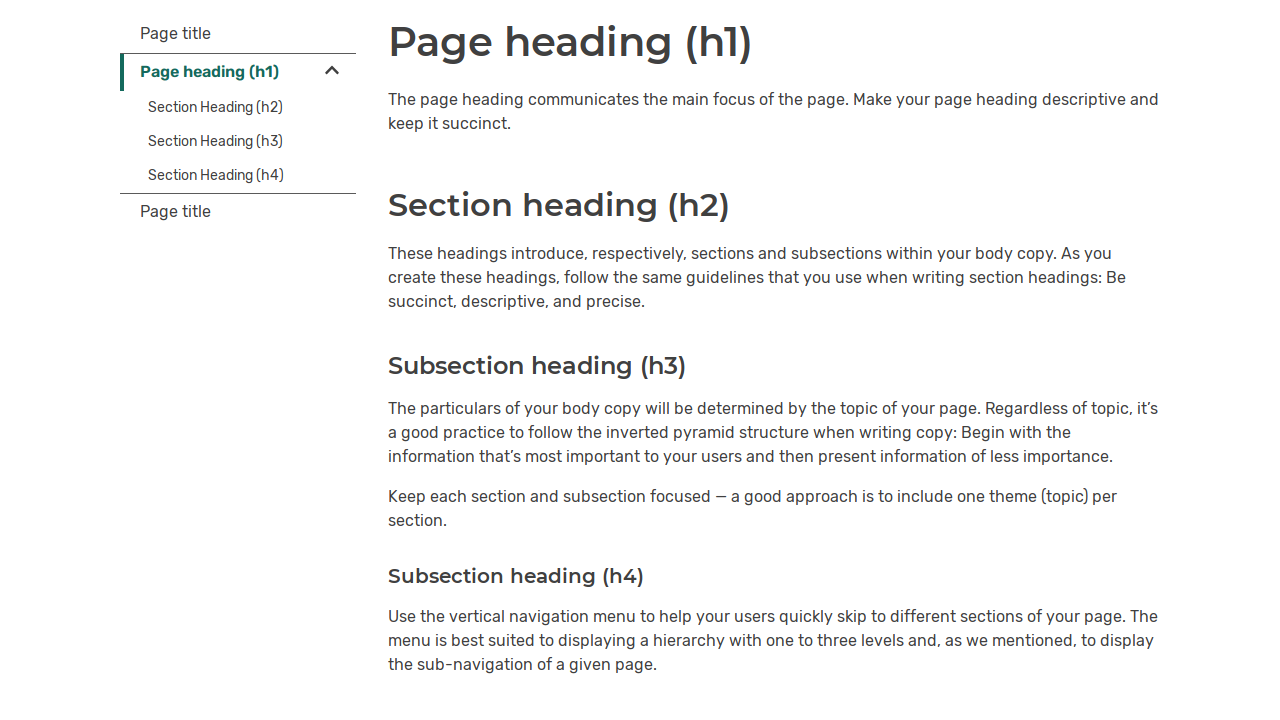 Page title
Page heading (h1)
Section Heading (h2)
Section Heading (h3)
Section Heading (h4)
Page title
Page heading (h1)
The page heading communicates the main focus of the page. Make your page heading descriptive and
keep it succinct.
Section heading (h2)
These headings introduce, respectively, sections and subsections within your body copy. As you
create these headings, follow the same guidelines that you use when writing section headings: Be
succinct, descriptive, and precise.
Subsection heading (h3)
The particulars of your body copy will be determined by the topic of your page. Regardless of topic, it’s
a good practice to follow the inverted pyramid structure when writing copy: Begin with the
information that’s most important to your users and then present information of less importance.
Keep each section and subsection focused — a good approach is to include one theme (topic) per
section.
Subsection heading (h4)
Use the vertical navigation menu to help your users quickly skip to different sections of your page. The
menu is best suited to displaying a hierarchy with one to three levels and, as we mentioned, to display
the sub-navigation of a given page.